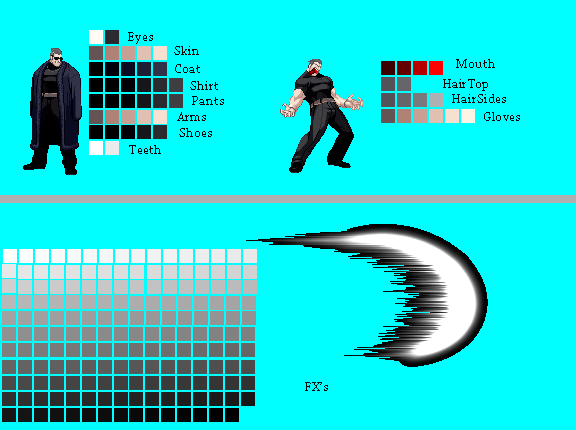 Eyes
Skin
Coat
Shirt
Pants
Arms
Shoes
Teeth
Mouth
HairTop
HairSides
Gloves
FX's